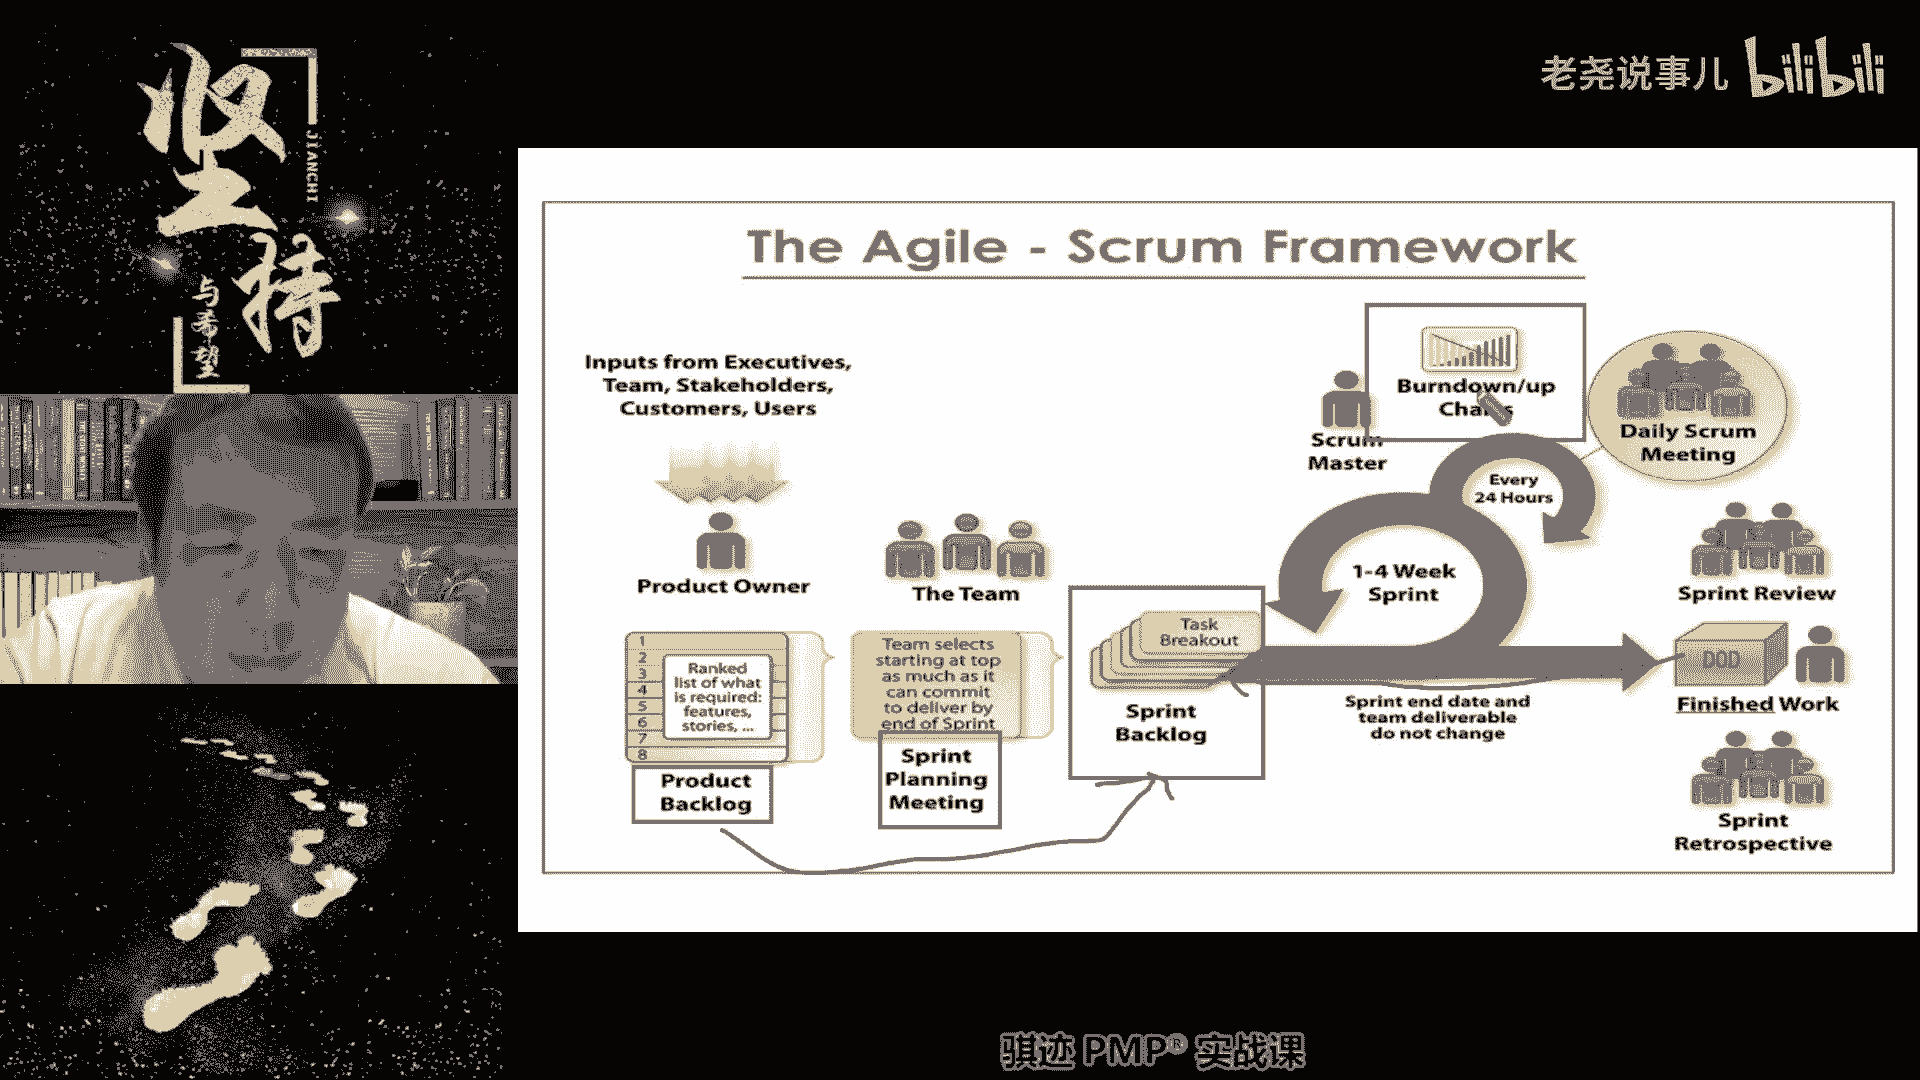 坚持
JIANCHI
与希望
老尧说事儿 bilibili
The Agile - Scrum Framework
Inputs from Executives,
Team, Stakeholders,
Customers, Users
Product Owner
The Team
1
2
3
4
5
6
7
8
Ranked
list of what
is required:
features,
stories, ...
Product
Backlog
Team selects
starting at top
as much as it
can commit
to deliver by
end of Sprint
Sprint
Planning
Meeting
Task
Breakout
Sprint
Backlog
Scrum
Master
Burndown/up
Charts
Every
24 Hours
1-4 Week
Sprint
Sprint end date and
team deliverable
do not change
Daily Scrum
Meeting
Sprint Review
DOD
Finished Work
Sprint
Retrospective
骐迹 PMP® 实战课